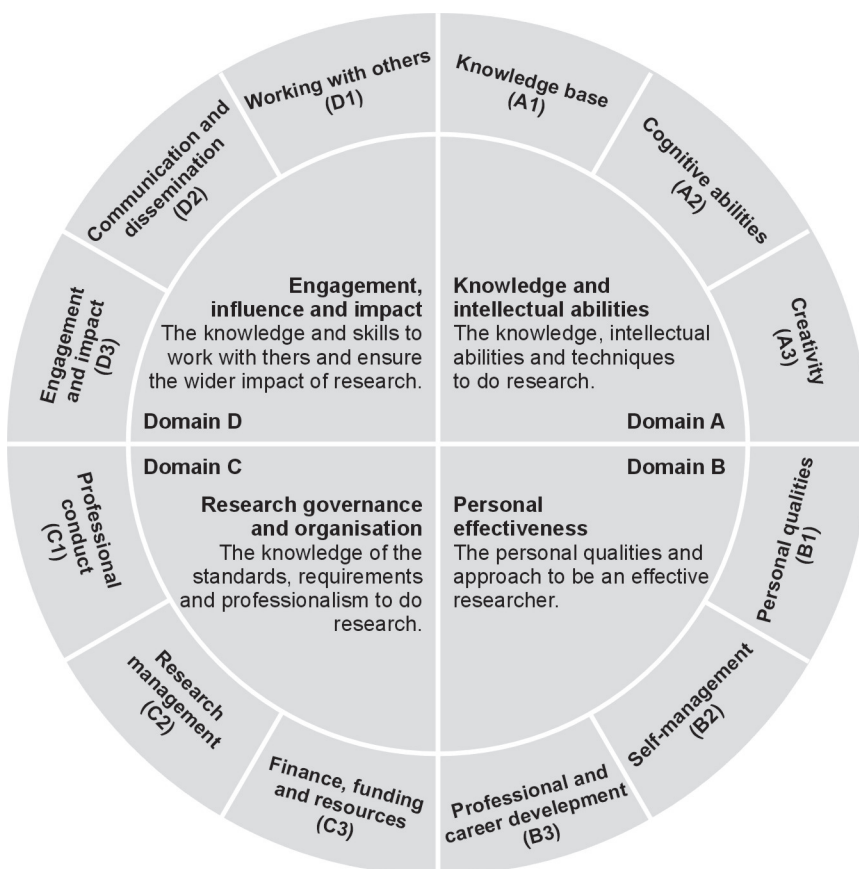 Working with others
(D1)
Knowledge base
(A1)
Communication and
dissemination
(D2)
Cognitive abilities
(A2)
Engagement
and impact
(D3)
Creativity
(A3)
Engagement,
influence and impact
The knowledge and skills to
work with thers and ensure
the wider impact of research.
Domain D
Knowledge and
intellectual abilities
The knowledge, intellectual
abilities and techniques
to do research.
Domain A
Domain C
Research governance
and organisation
The knowledge of the
standards, requirements
and professionalism to do
research.
Domain B
Personal
effectiveness
The personal qualities and
approach to be an effective
researcher.
Professional
conduct
(C1)
Personal qualities
(B1)
Research
management
(C2)
Self-management
(B2)
Finance, funding
and resources
(C3)
Professional and
career develepment
(B3)